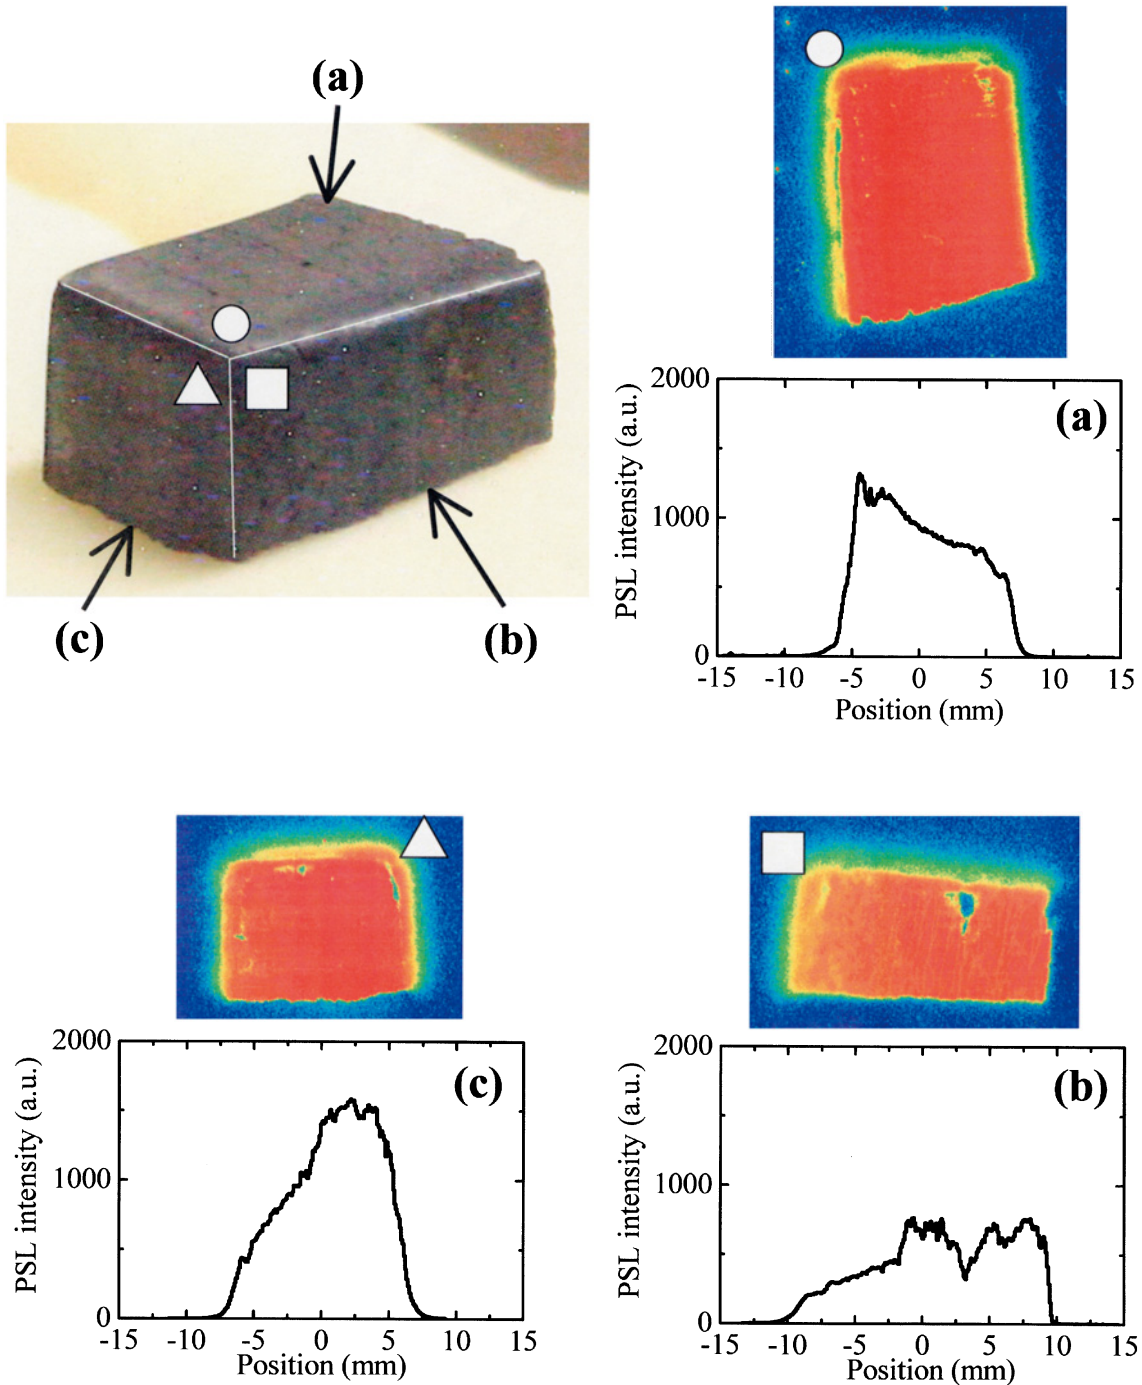 (a)
(c)
(b)
2000
1000
0
PSL intensity (a.u.)
(a)
-15 -10 -5 0 5 10 15
Position (mm)
2000
1000
0
PSL intensity (a.u.)
(c)
-15 -10 -5 0 5 10 15
Position (mm)
2000
1000
0
PSL intensity (a.u.)
(b)
-15 -10 -5 0 5 10 15
Position (mm)